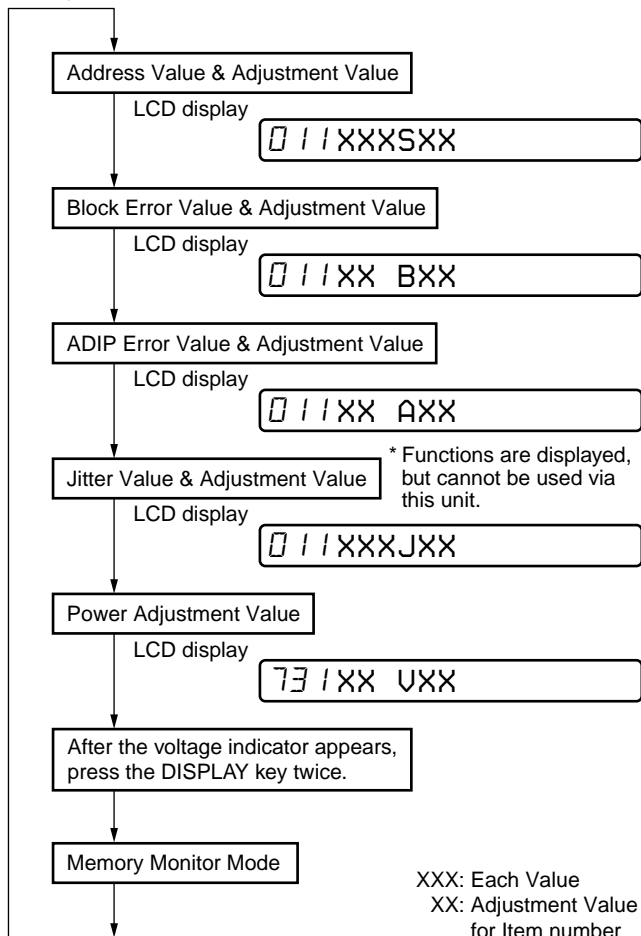 Address Value & Adjustment Value
LCD display
011XXXSXX
Block Error Value & Adjustment Value
LCD display
011XX BXX
ADIP Error Value & Adjustment Value
LCD display
011XX AXX
* Functions are displayed,
but cannot be used via
this unit.
Jitter Value & Adjustment Value
LCD display
011XXXJXX
Power Adjustment Value
LCD display
731XX VXX
After the voltage indicator appears,
press the DISPLAY key twice.
Memory Monitor Mode
XXX: Each Value
XX: Adjustment Value
for Item number